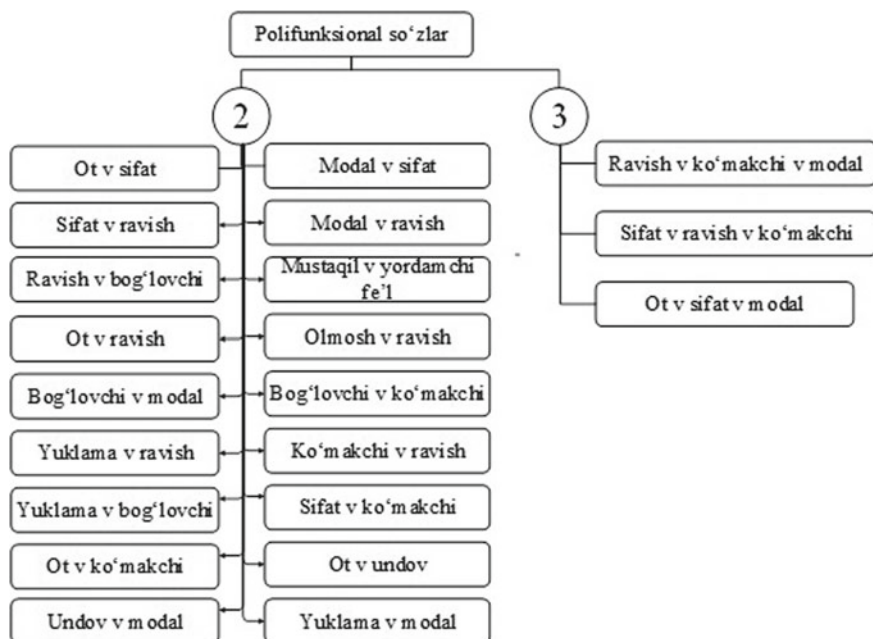 Polifunksional so‘zlar
2
3
Ot v sifat
Sifat v ravish
Ravish v bog‘lovchi
Ot v ravish
Bog‘lovchi v modal
Yuklama v ravish
Yuklama v bog‘lovchi
Ot v ko‘makchi
Undov v modal
Modal v sifat
Modal v ravish
Mustaqil v yordamchi
fe’l
Olmosh v ravish
Bog‘lovchi v ko‘makchi
Ko‘makchi v ravish
Sifat v ko‘makchi
Ot v undov
Yuklama v modal
Ravish v ko‘makchi v modal
Sifat v ravish v ko‘makchi
Ot v sifat v modal